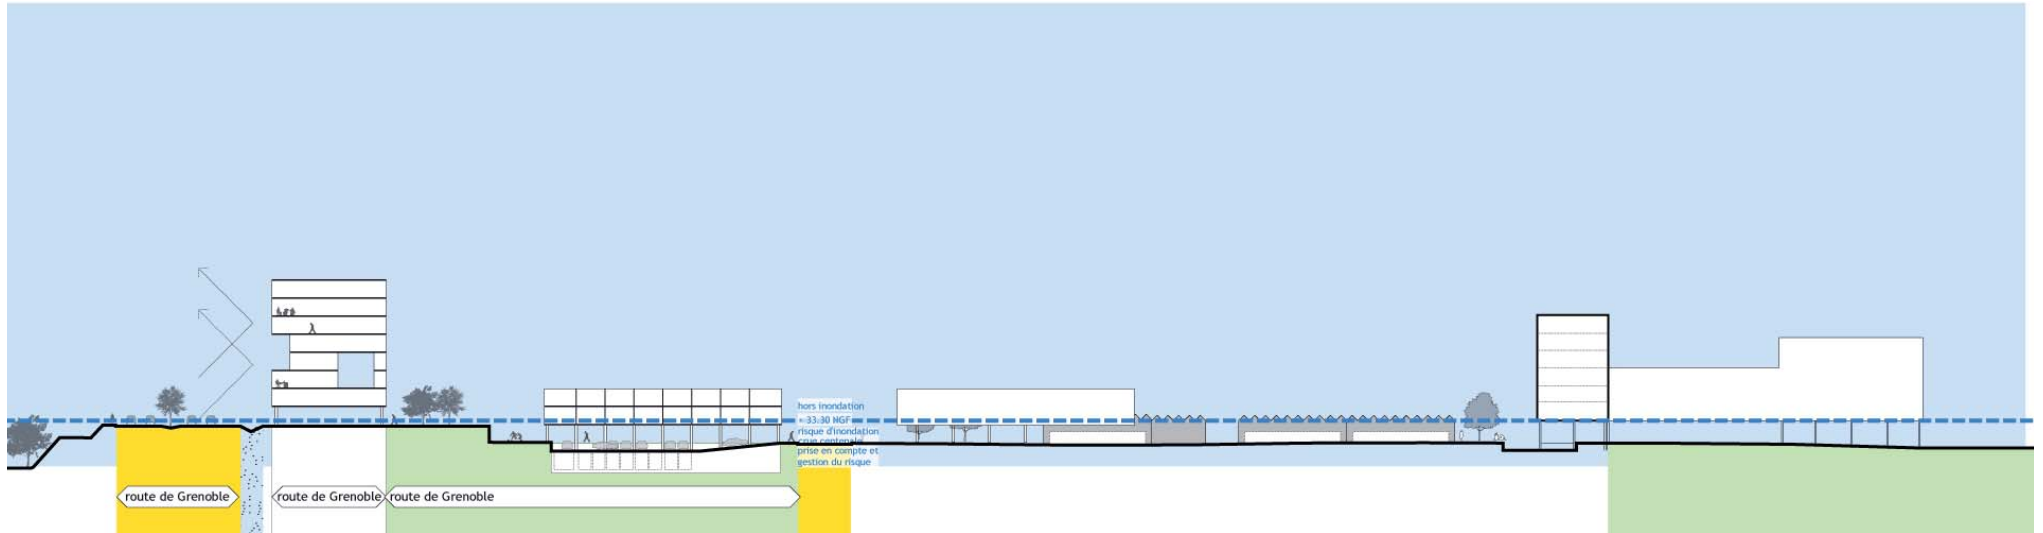 hors inondation
+ 33.30 NGF
risque d'inondation
crue centenale
prise en compte et
gestion du risque
route de Grenoble
route de Grenoble
route de Grenoble